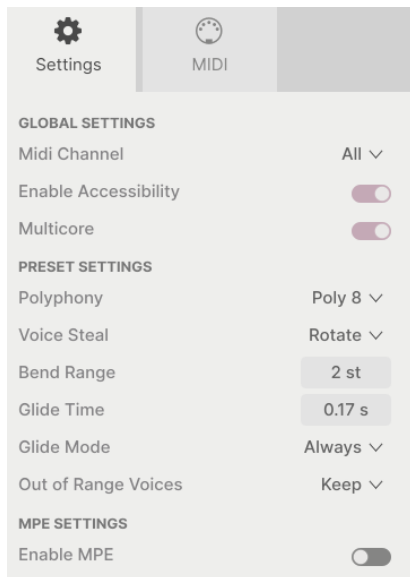 Settings MIDI
GLOBAL SETTINGS
Midi Channel All
Enable Accessibility
Multicore
PRESET SETTINGS
Polyphony Poly 8
Voice Steal Rotate
Bend Range 2 st
Glide Time 0.17 s
Glide Mode Always
Out of Range Voices Keep
MPE SETTINGS
Enable MPE